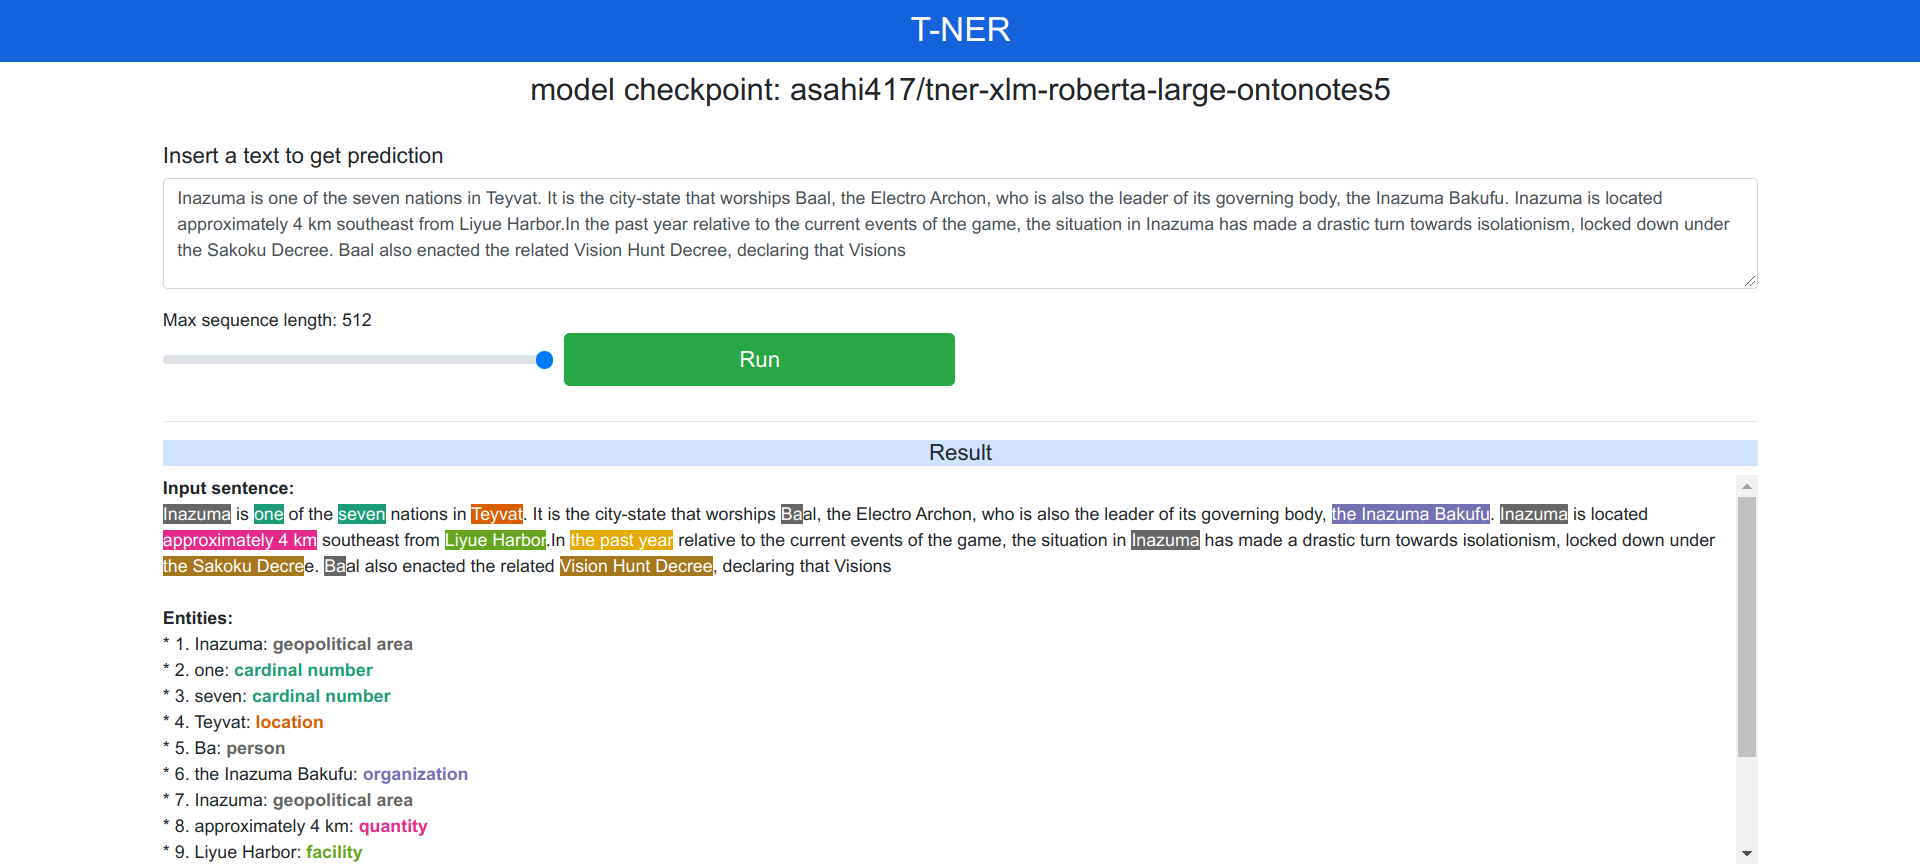 T-NER
model checkpoint: asahi417/tner-xlm-roberta-large-ontonotes5
Insert a text to get prediction
Inazuma is one of the seven nations in Teyvat. It is the city-state that worships Baal, the Electro Archon, who is also the leader of its governing body, the Inazuma Bakufu. Inazuma is located
approximately 4 km southeast from Liyue Harbor.In the past year relative to the current events of the game, the situation in Inazuma has made a drastic turn towards isolationism, locked down under
the Sakoku Decree. Baal also enacted the related Vision Hunt Decree, declaring that Visions
Max sequence length: 512
Run
Result
Input sentence:
Inazuma is one of the seven nations in Teyvat. It is the city-state that worships Baal, the Electro Archon, who is also the leader of its governing body, the Inazuma Bakufu. Inazuma is located
approximately 4 km southeast from Liyue Harbor.In the past year relative to the current events of the game, the situation in Inazuma has made a drastic turn towards isolationism, locked down under
the Sakoku Decree. Baal also enacted the related Vision Hunt Decree, declaring that Visions
Entities:
* 1. Inazuma: geopolitical area
* 2. one: cardinal number
* 3. seven: cardinal number
* 4. Teyvat: location
* 5. Ba: person
* 6. the Inazuma Bakufu: organization
* 7. Inazuma: geopolitical area
* 8. approximately 4 km: quantity
* 9. Liyue Harbor: facility